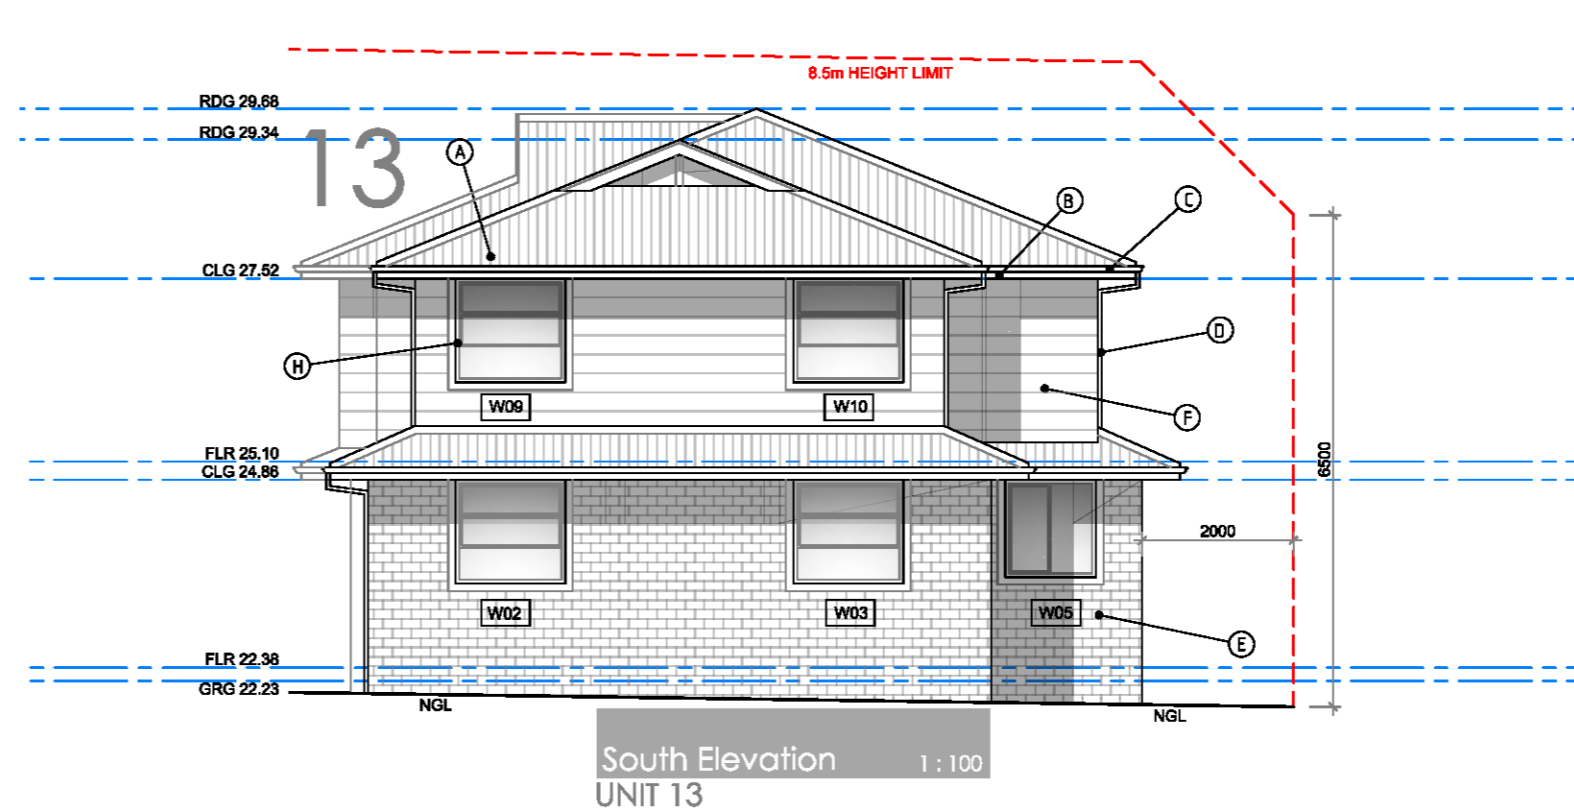 8.5m HEIGHT LIMIT
RDG 29.68
RDG 29.34
13
A
B
C
CLG 27.52
D
H
W09
W10
F
FLR 25.10
CLG 24.86
6500
2000
W02
W03
W05
E
FLR 22.38
GRG 22.23
NGL
NGL
South Elevation 1 : 100
UNIT 13